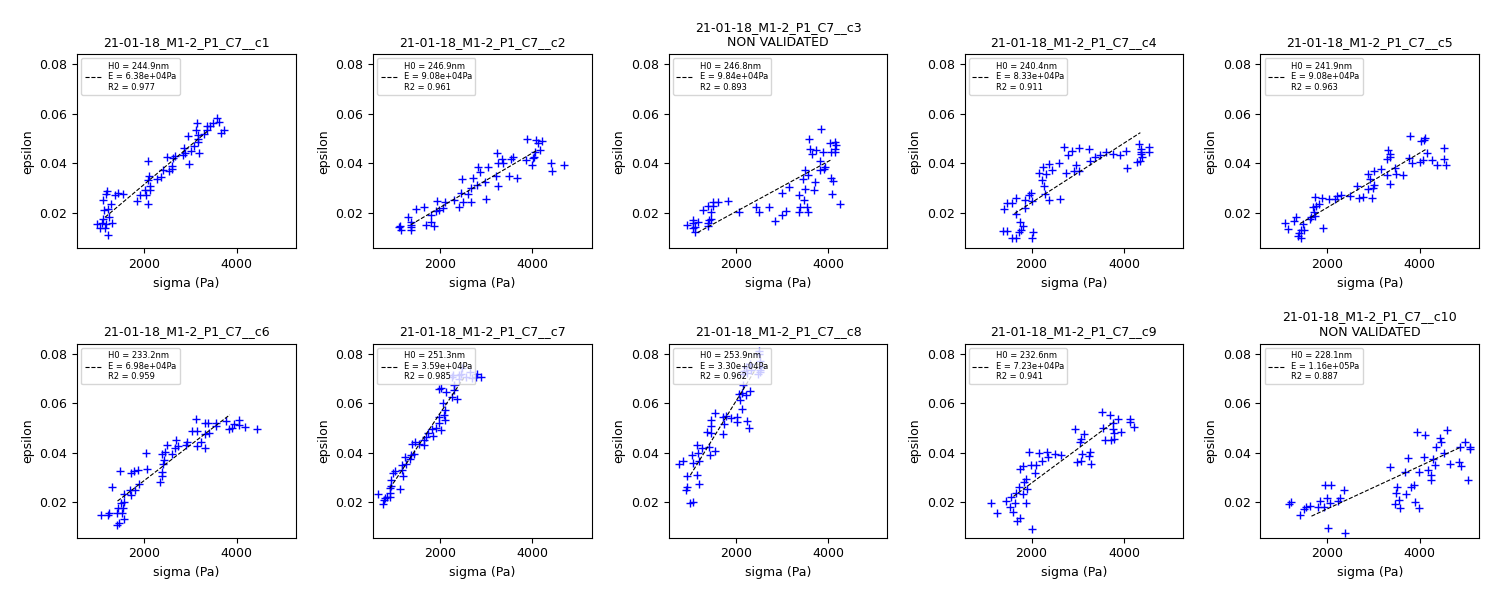 21-01-18_M1-2_P1_C7__c1
H0 = 244.9nm
E = 6.38e+04Pa
R2 = 0.977
0.08
0.06
0.04
0.02
epsilon
2000 4000
sigma (Pa)
21-01-18_M1-2_P1_C7__c2
H0 = 246.9nm
E = 9.08e+04Pa
R2 = 0.961
0.08
0.06
0.04
0.02
epsilon
2000 4000
sigma (Pa)
21-01-18_M1-2_P1_C7__c3
NON VALIDATED
H0 = 246.8nm
E = 9.84e+04Pa
R2 = 0.893
0.08
0.06
0.04
0.02
epsilon
2000 4000
sigma (Pa)
21-01-18_M1-2_P1_C7__c4
H0 = 240.4nm
E = 8.33e+04Pa
R2 = 0.911
0.08
0.06
0.04
0.02
epsilon
2000 4000
sigma (Pa)
21-01-18_M1-2_P1_C7__c5
H0 = 241.9nm
E = 9.08e+04Pa
R2 = 0.963
0.08
0.06
0.04
0.02
epsilon
2000 4000
sigma (Pa)
21-01-18_M1-2_P1_C7__c6
H0 = 233.2nm
E = 6.98e+04Pa
R2 = 0.959
0.08
0.06
0.04
0.02
epsilon
2000 4000
sigma (Pa)
21-01-18_M1-2_P1_C7__c7
H0 = 251.3nm
E = 3.59e+04Pa
R2 = 0.985
0.08
0.06
0.04
0.02
epsilon
2000 4000
sigma (Pa)
21-01-18_M1-2_P1_C7__c8
H0 = 253.9nm
E = 3.30e+04Pa
R2 = 0.962
0.08
0.06
0.04
0.02
epsilon
2000 4000
sigma (Pa)
21-01-18_M1-2_P1_C7__c9
H0 = 232.6nm
E = 7.23e+04Pa
R2 = 0.941
0.08
0.06
0.04
0.02
epsilon
2000 4000
sigma (Pa)
21-01-18_M1-2_P1_C7__c10
NON VALIDATED
H0 = 228.1nm
E = 1.16e+05Pa
R2 = 0.887
0.08
0.06
0.04
0.02
epsilon
2000 4000
sigma (Pa)